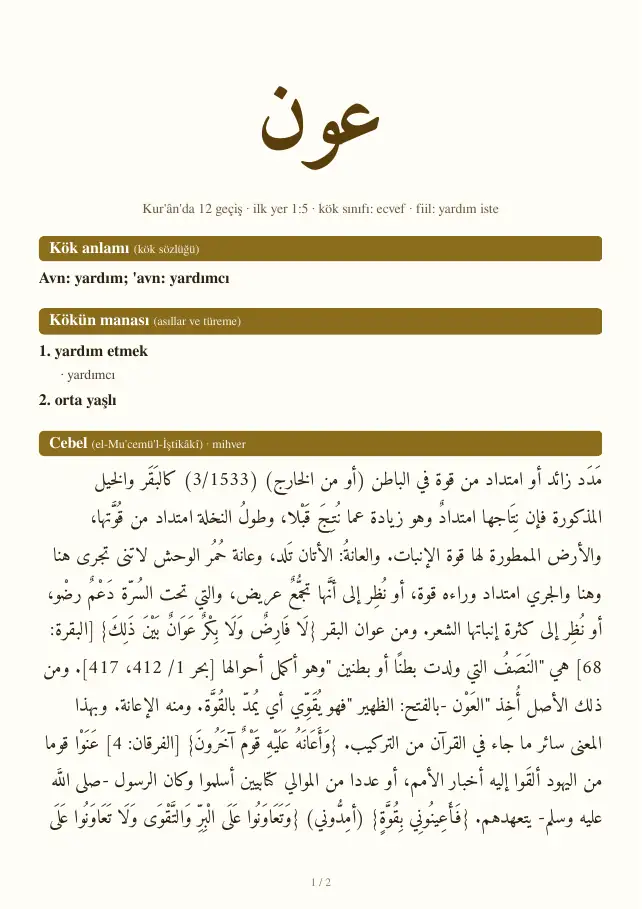 عون
Kur'ân'da 12 geçiş · ilk yer 1:5 · kök sınıfı: ecvef · fiil: yardım iste
Kök anlamı (kök sözlüğü)
Avn: yardım; 'avn: yardımcı
Kökün manası (asıllar ve türeme)
1. yardım etmek
· yardımcı
2. orta yaşlı
Cebel (el-Mu'cemü'l-İştikâkî) · mihver
مَدَد زائد أو امتداد من قوة في الباطن (أو من الخارج) (3/1533) كالبَقَر والخيل
المذكورة فإن نِتَاجها امتدادٌ وهو زيادة عما نُتِجَ قَبْلا، وطولُ النخلة امتداد من قُوَّتها،
والأرض الممطورة لها قوة الإنبات. والعانةُ: الأتان تَلِد، وعانة حُمُر الوحش لاتنى تجرى هنا
وهنا والجري امتداد وراءه قوة، أو نُظِر إلى أنَّها تجمُّعٌ عريض، والتي تحت السُرّة دَعْمٌ رضْو،
أو نُظِر إلى كثرة إنباتها الشعر. ومن عوان البقر {لَا فَارِضٌ وَلَا بِكْرٌ عَوَانٌ بَيْنَ ذَلِكَ} [البقرة:
68] هي "النَصَفُ التي ولدت بطنًا أو بطنين "وهو أكمل أحوالها [بحر 1/ 412، 417]. ومن
ذلك الأصل أُخِذ "العَوْن -بالفتح: الظهير "فهو يُقَوِّي أي يُمدّ بالقُوَّة. ومنه الإعانة. وبهذا
المعنى سائر ما جاء في القرآن من التركيب. {وَأَعَانَهُ عَلَيْهِ قَوْمٌ آخَرُونَ} [الفرقان: 4] عَنَوْا قوما
من اليهود ألقَوا إليه أخبار الأمم، أو عددا من الموالي كتابيين أسلموا وكان الرسول -صلى الله
عليه وسلم- يتعهدهم. {فَأَعِينُونِي بِقُوَّةٍ} (أمِدُّوني) {وَتَعَاوَنُوا عَلَى الْبِرِّ وَالتَّقْوَى وَلَا تَعَاوَنُوا عَلَى
1 / 2